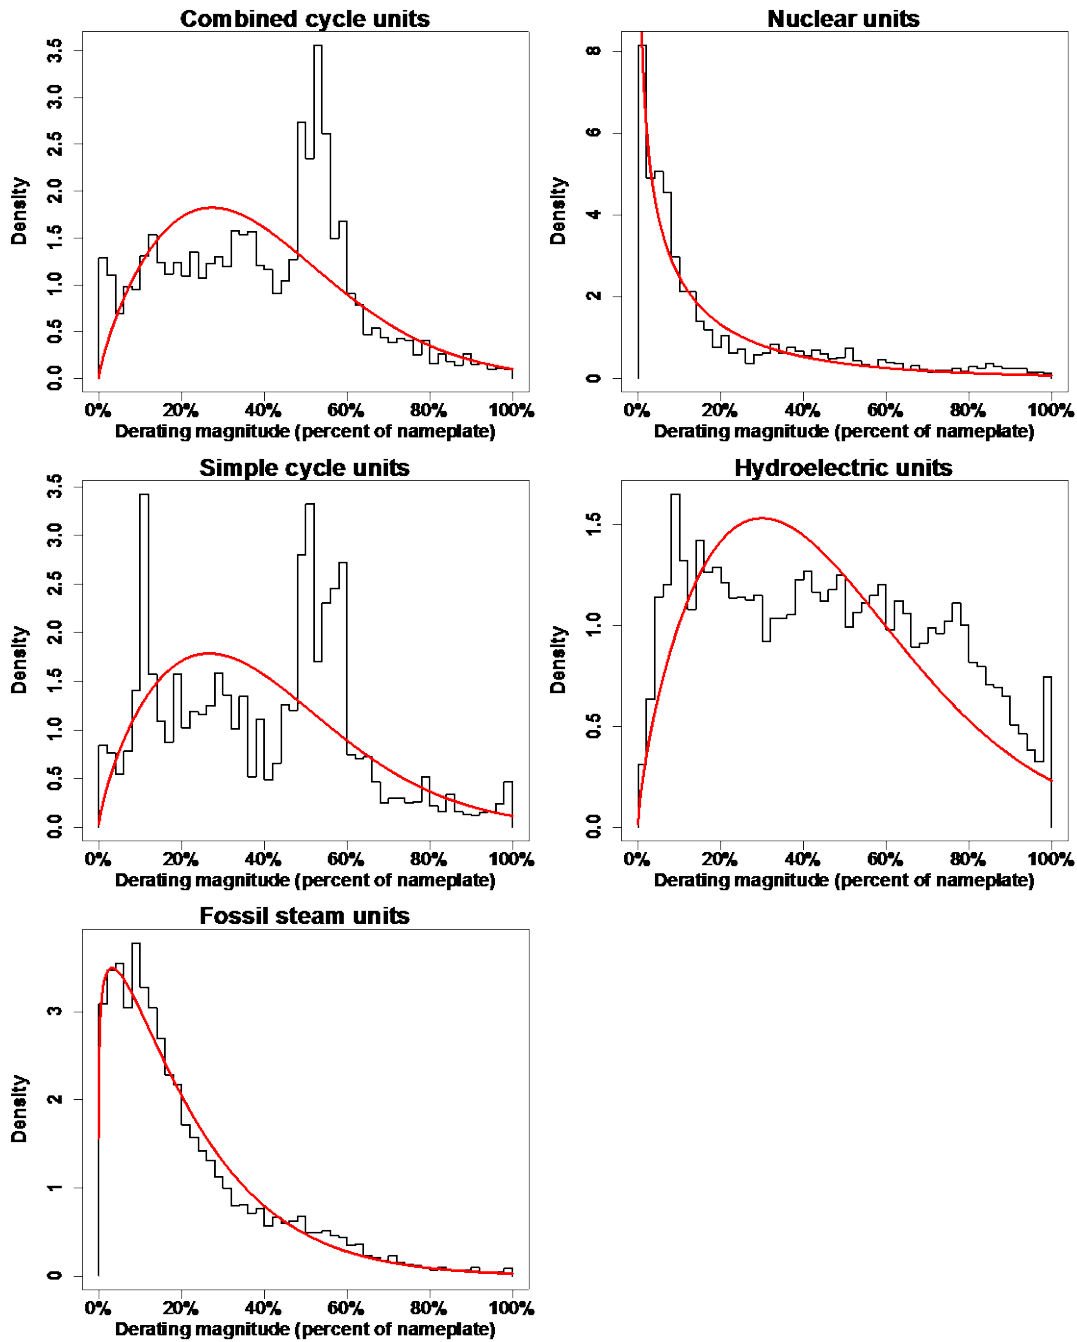 Combined cycle units
3.5
3.0
2.5
2.0
1.5
1.0
0.5
0.0
Density
0% 20% 40% 60% 80% 100%
Derating magnitude (percent of nameplate)
Nuclear units
8
6
4
2
0
Density
0% 20% 40% 60% 80% 100%
Derating magnitude (percent of nameplate)
Simple cycle units
3.5
3.0
2.5
2.0
1.5
1.0
0.5
0.0
Density
0% 20% 40% 60% 80% 100%
Derating magnitude (percent of nameplate)
Hydroelectric units
1.5
1.0
0.5
0.0
Density
0% 20% 40% 60% 80% 100%
Derating magnitude (percent of nameplate)
Fossil steam units
3
2
1
0
Density
0% 20% 40% 60% 80% 100%
Derating magnitude (percent of nameplate)